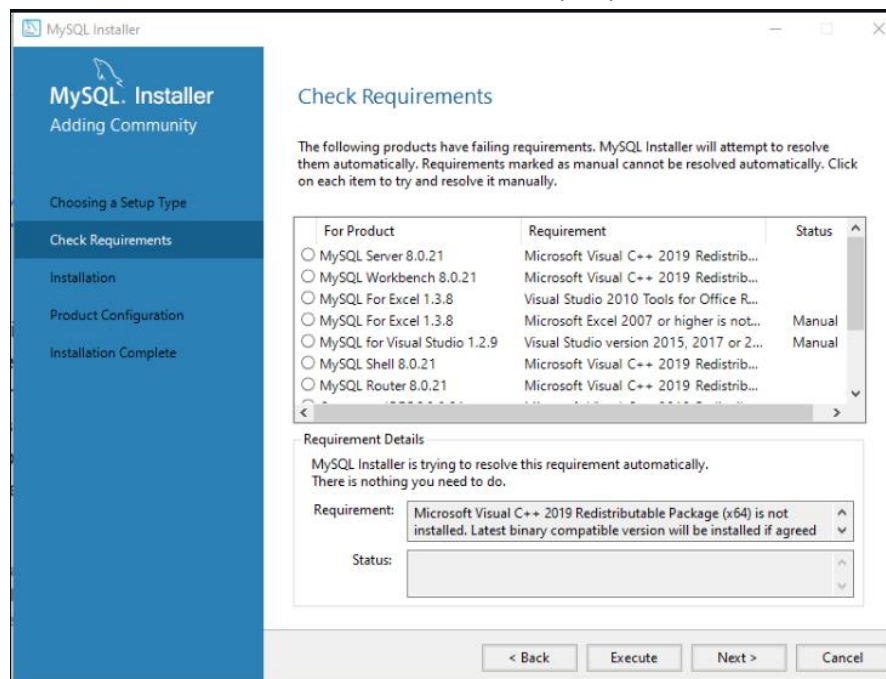 MySQL Installer
MySQL. Installer
Adding Community
Choosing a Setup Type
Check Requirements
Installation
Product Configuration
Installation Complete
Check Requirements
The following products have failing requirements. MySQL Installer will attempt to resolve
them automatically. Requirements marked as manual cannot be resolved automatically. Click
on each item to try and resolve it manually.
For Product Requirement Status
MySQL Server 8.0.21 Microsoft Visual C++ 2019 Redistrib...
MySQL Workbench 8.0.21 Microsoft Visual C++ 2019 Redistrib...
MySQL For Excel 1.3.8 Visual Studio 2010 Tools for Office R...
MySQL For Excel 1.3.8 Microsoft Excel 2007 or higher is not... Manual
MySQL for Visual Studio 1.2.9 Visual Studio version 2015, 2017 or 2... Manual
MySQL Shell 8.0.21 Microsoft Visual C++ 2019 Redistrib...
MySQL Router 8.0.21 Microsoft Visual C++ 2019 Redistrib...
Requirement Details
MySQL Installer is trying to resolve this requirement automatically.
There is nothing you need to do.
Requirement: Microsoft Visual C++ 2019 Redistributable Package (x64) is not
installed. Latest binary compatible version will be installed if agreed
Status:
< Back Execute Next > Cancel